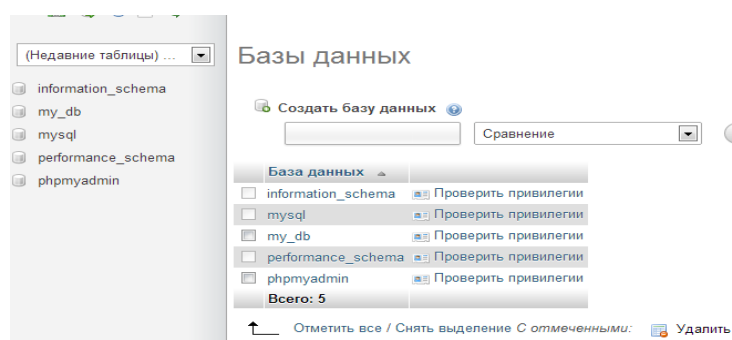 (Недавние таблицы) ...
information_schema
my_db
mysql
performance_schema
phpmyadmin
Базы данных
Создать базу данных
Сравнение
База данных
information_schema Проверить привилегии
mysql Проверить привилегии
my_db Проверить привилегии
performance_schema Проверить привилегии
phpmyadmin Проверить привилегии
Всего: 5
Отметить все / Снять выделение С отмеченными: Удалить